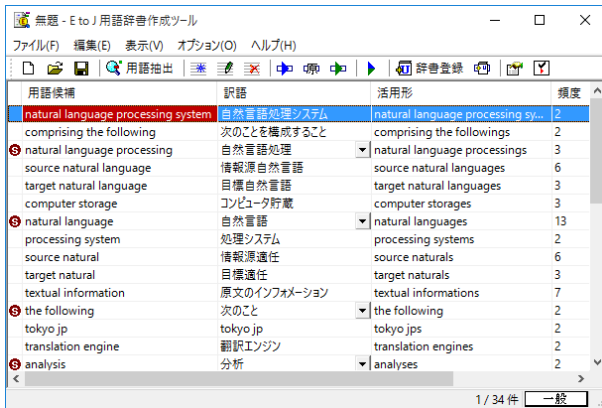 無題 - E to J 用語辞書作成ツール
ファイル(F) 編集(E) 表示(V) オプション(O) ヘルプ(H)
用語抽出 辞書登録
用語候補 訳語 活用形 頻度
natural language processing system 自然言語処理システム natural language processing sy... 2
comprising the following 次のことを構成すること comprising the followings 2
S natural language processing 自然言語処理 natural language processings 3
source natural language 情報源自然言語 source natural languages 6
target natural language 目標自然言語 target natural languages 3
computer storage コンピュータ貯蔵 computer storages 3
S natural language 自然言語 natural languages 13
processing system 処理システム processing systems 2
source natural 情報源適任 source naturals 6
target natural 目標適任 target naturals 3
textual information 原文のインフォメーション textual informations 7
S the following 次のこと the following 2
tokyo jp tokyo jp tokyo jps 2
translation engine 翻訳エンジン translation engines 2
S analysis 分析 analyses 2
1 / 34 件 一般